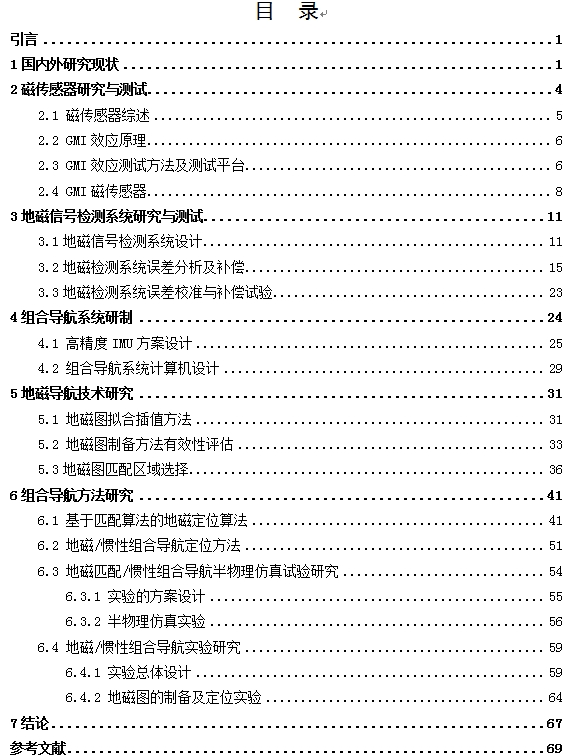 目 录
引言 1
1 国内外研究现状 1
2 磁传感器研究与测试 4
2.1 磁传感器综述 5
2.2 GMI 效应原理 6
2.3 GMI 效应测试方法及测试平台 6
2.4 GMI 磁传感器 8
3 地磁信号检测系统研究与测试 11
3.1 地磁信号检测系统设计 11
3.2 地磁检测系统误差分析及补偿 15
3.3 地磁检测系统误差校准与补偿试验 23
4 组合导航系统研制 24
4.1 高精度 IMU 方案设计 25
4.2 组合导航系统计算机设计 29
5 地磁导航技术研究 31
5.1 地磁图拟合插值方法 31
5.2 地磁图制备方法有效性评估 33
5.3 地磁图匹配区域选择 36
6 组合导航方法研究 41
6.1 基于匹配算法的地磁定位算法 41
6.2 地磁/惯性组合导航定位方法 51
6.3 地磁匹配/惯性组合导航半物理仿真试验研究 54
6.3.1 实验的方案设计 55
6.3.2 半物理仿真实验 56
6.4 地磁/惯性组合导航实验研究 59
6.4.1 实验总体设计 59
6.4.2 地磁图的制备及定位实验 64
7 结论 67
参考文献 69